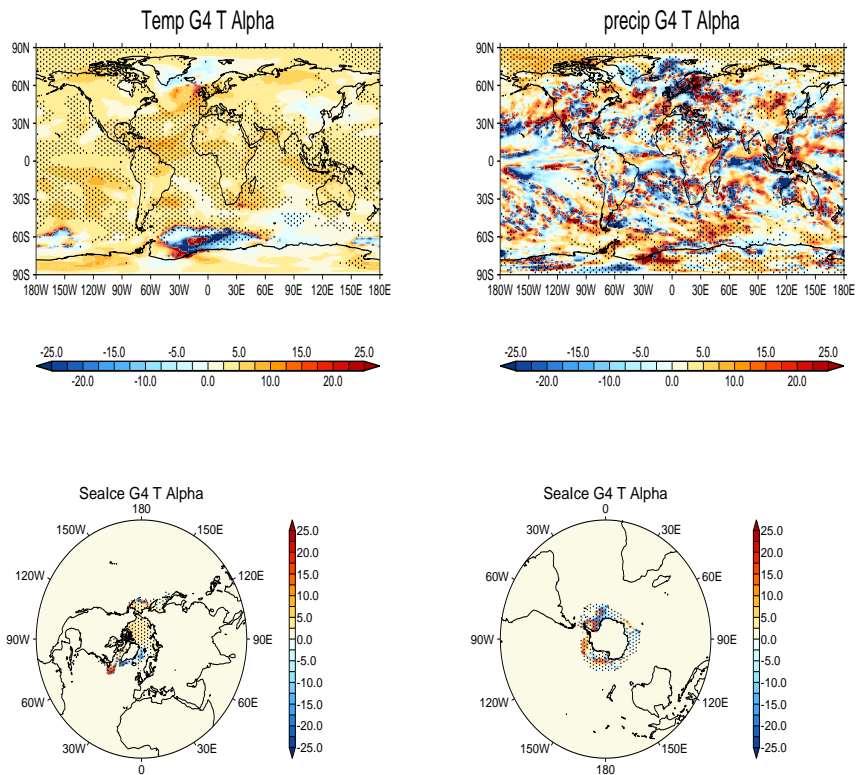 Temp G4 T Alpha
90N
60N
30N
0
30S
60S
90S
180W 150W 120W 90W 60W 30W 0 30E 60E 90E 120E 150E 180E
-25.0 -15.0 -5.0 5.0 15.0 25.0
-20.0 -10.0 0.0 10.0 20.0
precip G4 T Alpha
90N
60N
30N
0
30S
60S
90S
180W 150W 120W 90W 60W 30W 0 30E 60E 90E 120E 150E 180E
-25.0 -15.0 -5.0 5.0 15.0 25.0
-20.0 -10.0 0.0 10.0 20.0
SeaIce G4 T Alpha
180
150W 150E
120W 120E
90W 90E
60W 60E
30W 30E
0
25.0
20.0
15.0
10.0
5.0
0.0
-5.0
-10.0
-15.0
-20.0
-25.0
SeaIce G4 T Alpha
0
30W 30E
60W 60E
90W 90E
120W 120E
150W 150E
180
25.0
20.0
15.0
10.0
5.0
0.0
-5.0
-10.0
-15.0
-20.0
-25.0